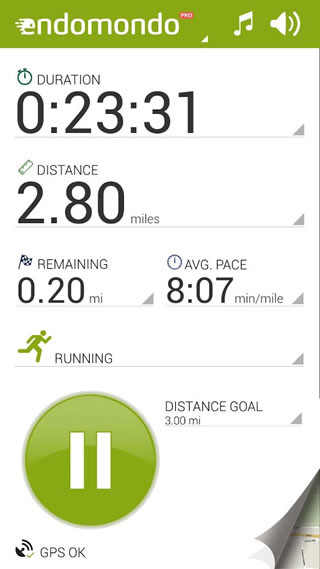 endomondo PRO
DURATION
0:23:31
DISTANCE
2.80 miles
REMAINING
0.20 mi
AVG. PACE
8:07 min/mile
RUNNING
DISTANCE GOAL
3.00 mi
GPS OK